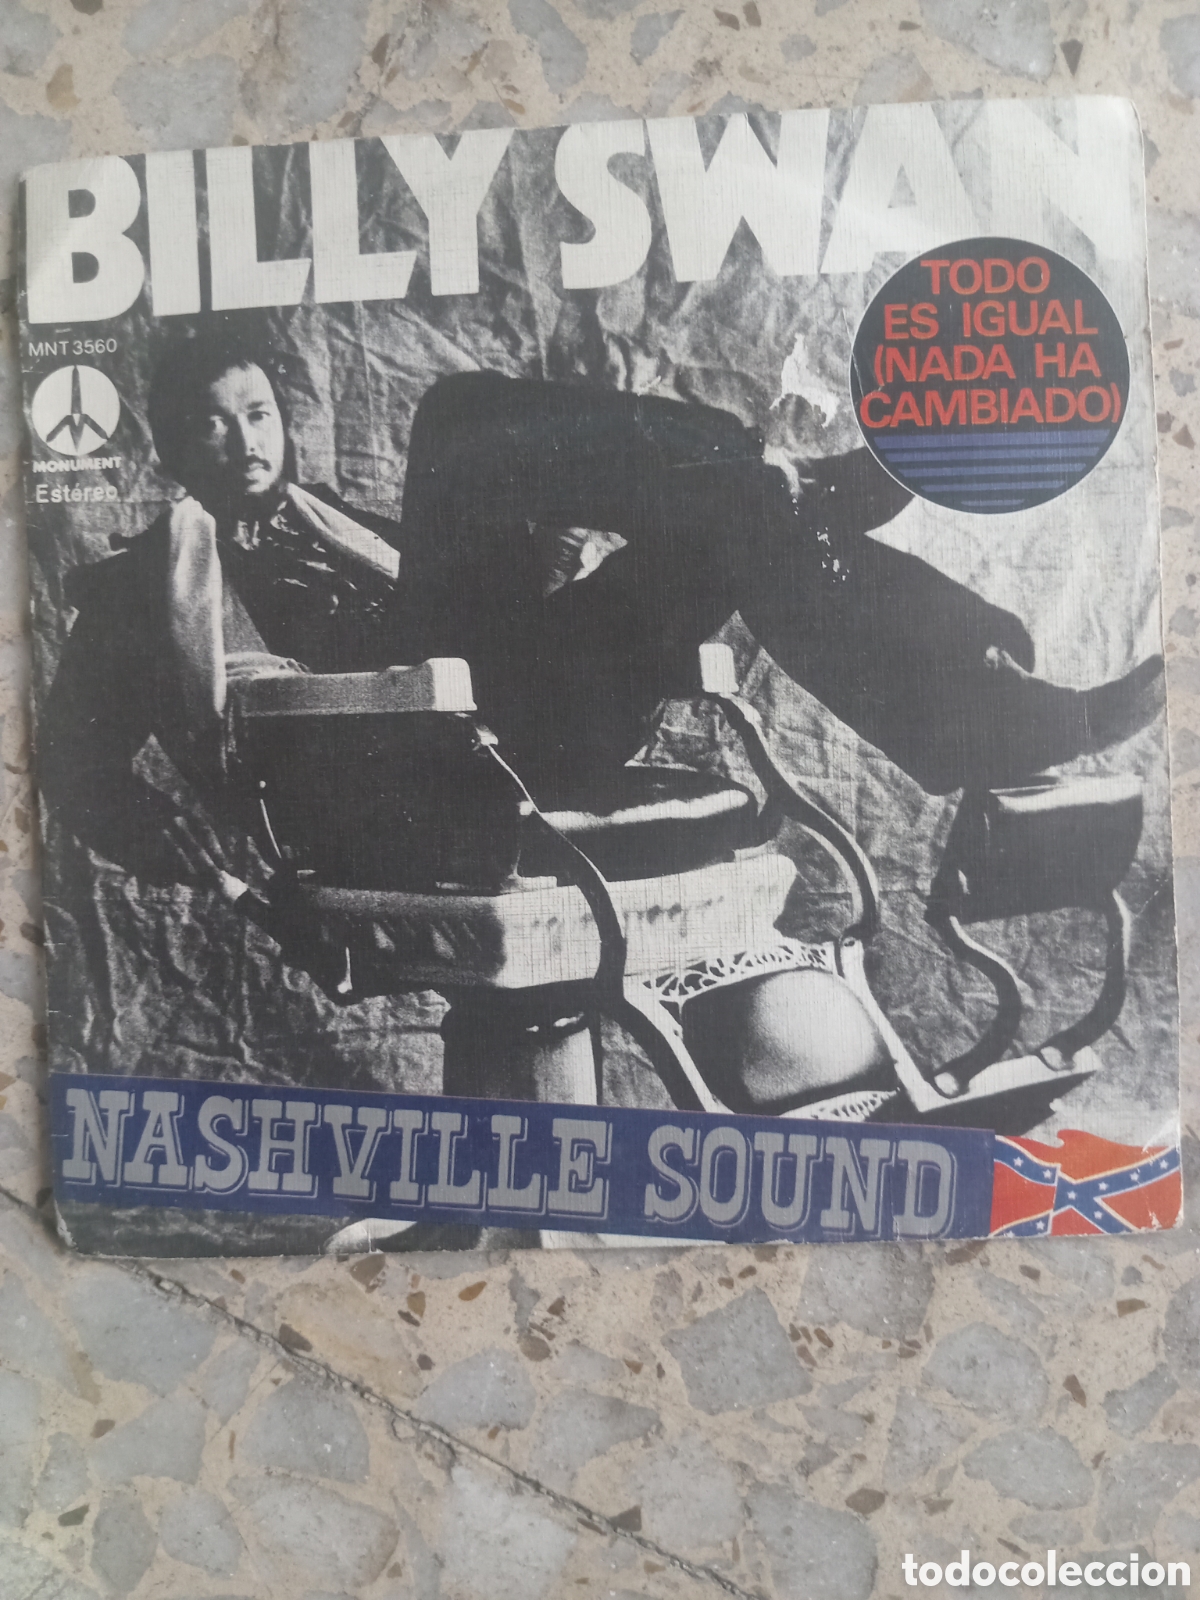 BILLY SWAN
MNT 3560
MONUMENT
Estéreo
TODO
ES IGUAL
(NADA HA
CAMBIADO)
NASHVILLE SOUND
todocoleccion